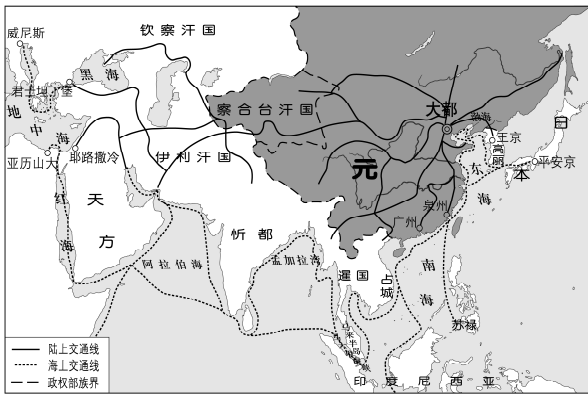 威尼斯
钦察汗国
黑海
君士坦丁堡
地中海
察合台汗国
大都
渤海
日本
王京
高丽
亚历山大
耶路撒冷
伊利汗国
元
东海
平安京
天方
泉州
广州
红海
忻都
阿拉伯海
孟加拉湾
暹国
占城
南海
苏禄
马来半岛
印度尼西亚
陆上交通线
海上交通线
政权部族界